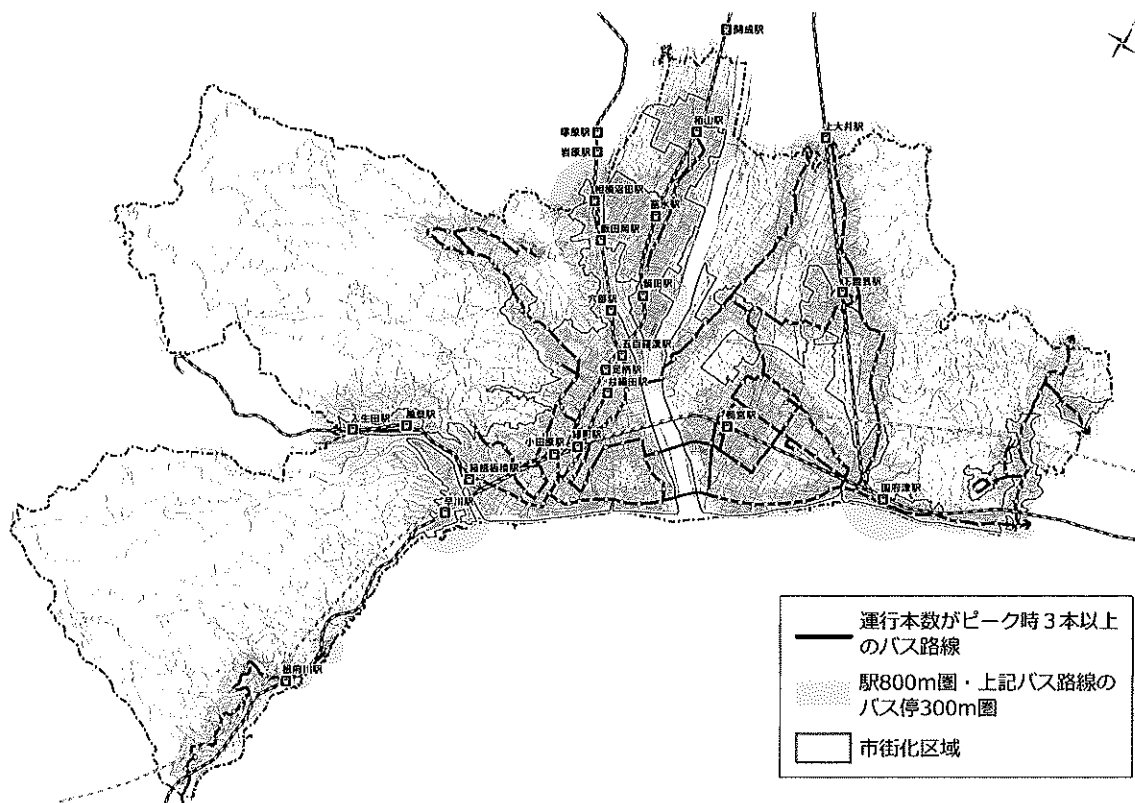 開成駅
塚原駅
栢山駅
上大井駅
岩原駅
相模沼田駅
富水駅
飯田岡駅
蛍田駅
下曽我駅
穴部駅
五百羅漢駅
足柄駅
井細田駅
入生田駅
風祭駅
鴨宮駅
緑町駅
小田原駅
箱根板橋駅
国府津駅
早川駅
根府川駅
運行本数がピーク時3本以上
のバス路線
駅800m圏・上記バス路線の
バス停300m圏
市街化区域